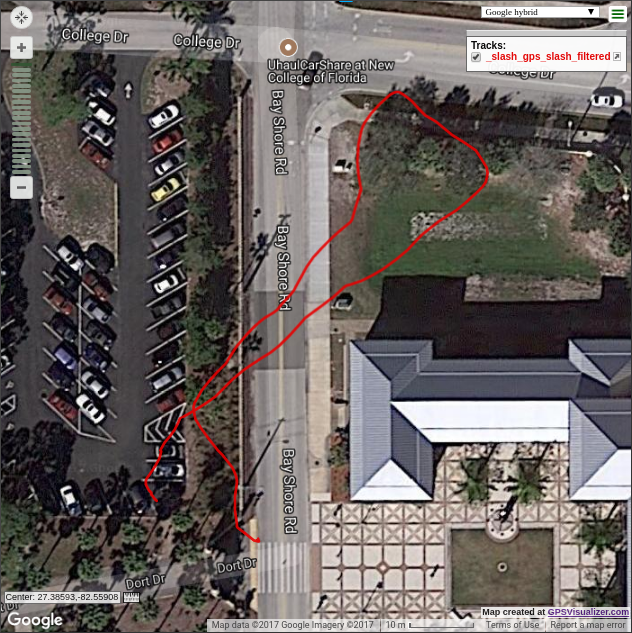 Google hybrid
College Dr
College Dr
Tracks:
_slash_gps_slash_filtered
College Dr
UhaulCarShare at New
College of Florida
Bay Shore Rd
Bay Shore Rd
Bay Shore Rd
Dort Dr
Dort Dr
Center: 27.38593,-82.55908
Map created at GPSVisualizer.com
Google
Map data ©2017 Google Imagery ©2017
10 m
Terms of Use
Report a map error